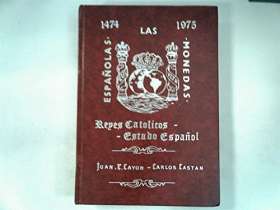 1474 LAS 1975
ESPAÑOLAS
MONEDAS
Reyes Catolicos -
- Estado Español
JUAN.R.CAYON - CARLOS CASTAN